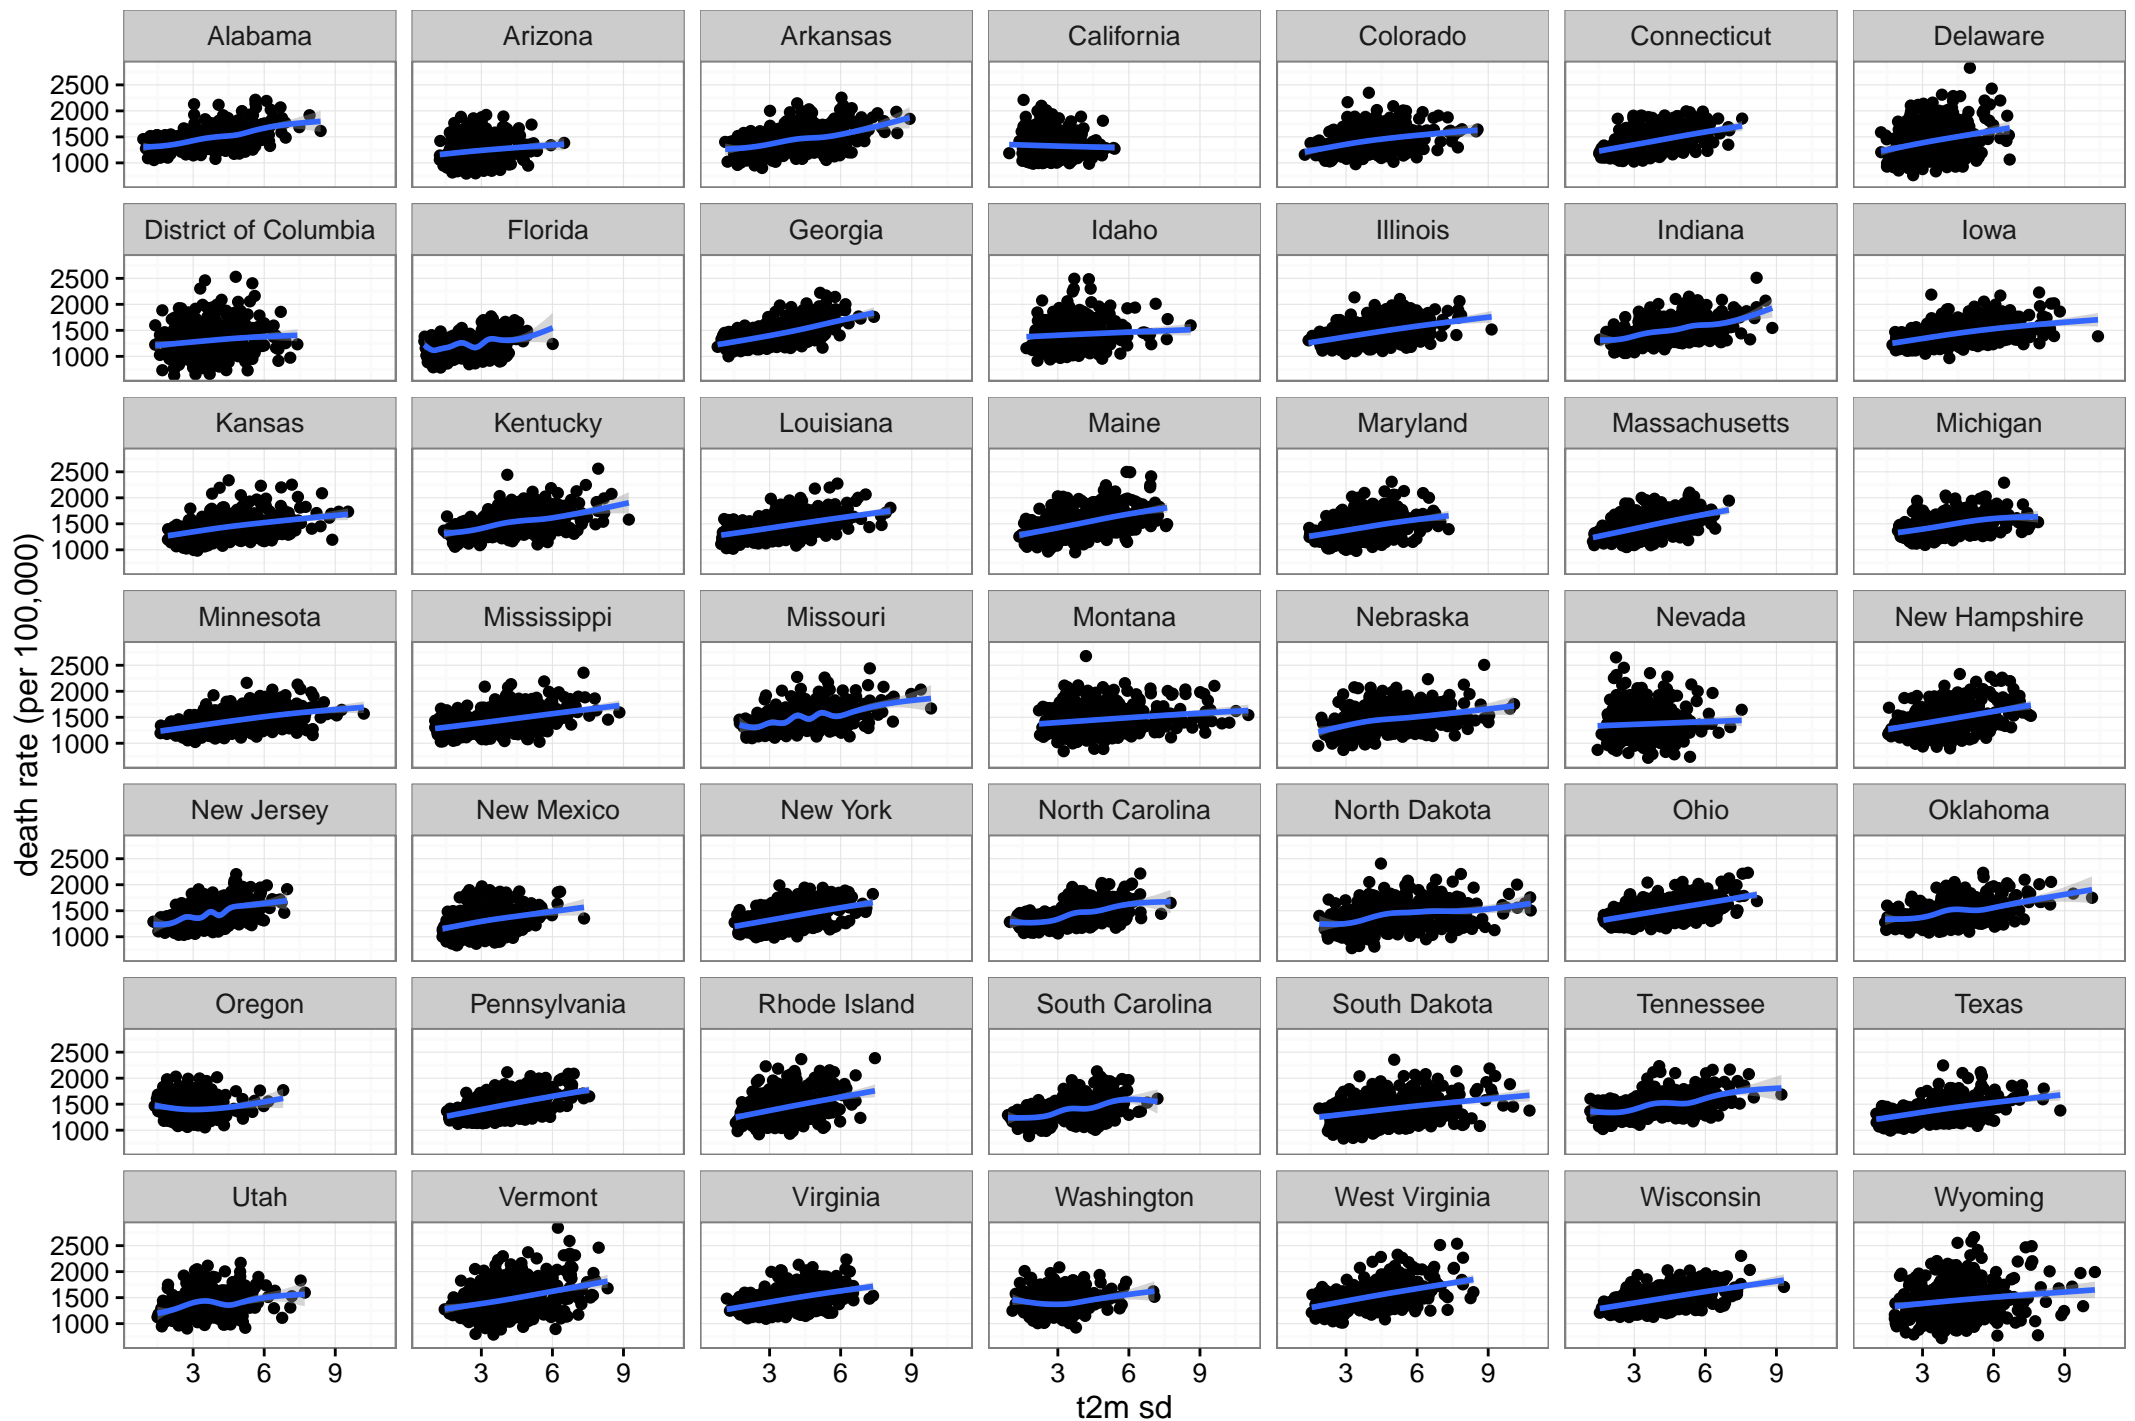 Alabama Arizona Arkansas California Colorado Connecticut Delaware
2500
2000
1500
1000
District of Columbia Florida Georgia Idaho Illinois Indiana Iowa
2500
2000
1500
1000
Kansas Kentucky Louisiana Maine Maryland Massachusetts Michigan
2500
2000
1500
1000
death rate (per 100,000)
Minnesota Mississippi Missouri Montana Nebraska Nevada New Hampshire
2500
2000
1500
1000
New Jersey New Mexico New York North Carolina North Dakota Ohio Oklahoma
2500
2000
1500
1000
Oregon Pennsylvania Rhode Island South Carolina South Dakota Tennessee Texas
2500
2000
1500
1000
Utah Vermont Virginia Washington West Virginia Wisconsin Wyoming
2500
2000
1500
1000
3 6 9 3 6 9 3 6 9 3 6 9 3 6 9 3 6 9 3 6 9
t2m sd